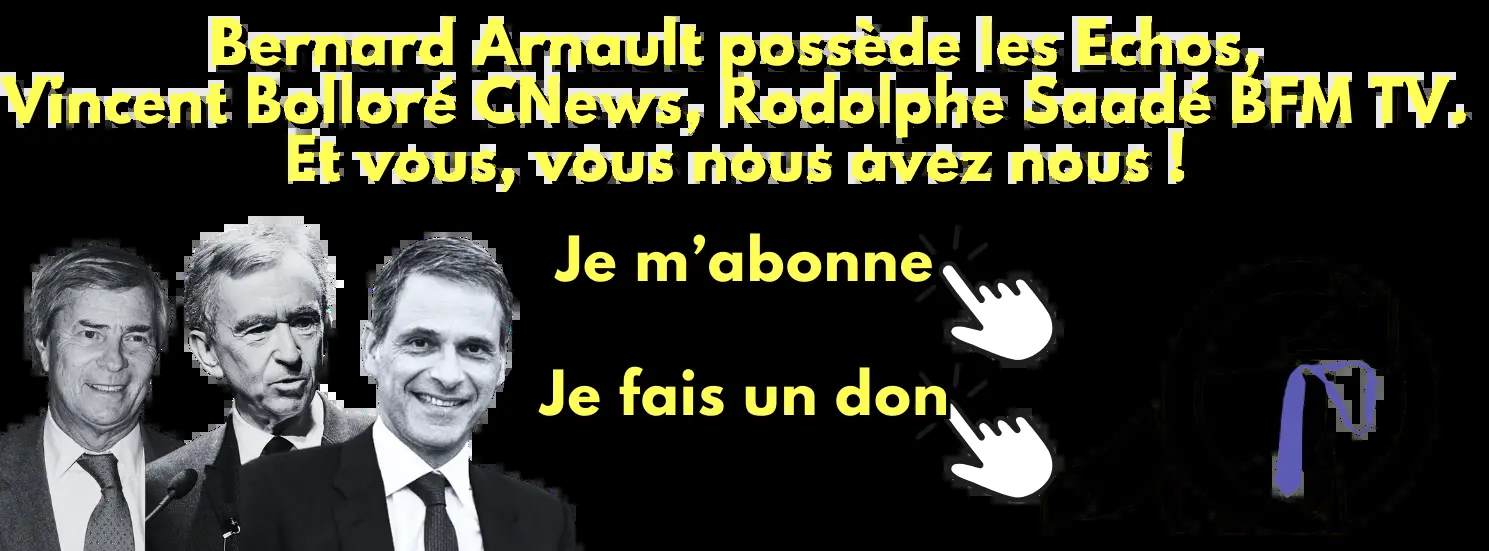 Bernard Arnault possède les Echos,
Vincent Bolloré CNews, Rodolphe Saadé BFM TV.
Et vous, vous nous avez nous !
Je m’abonne
Je fais un don